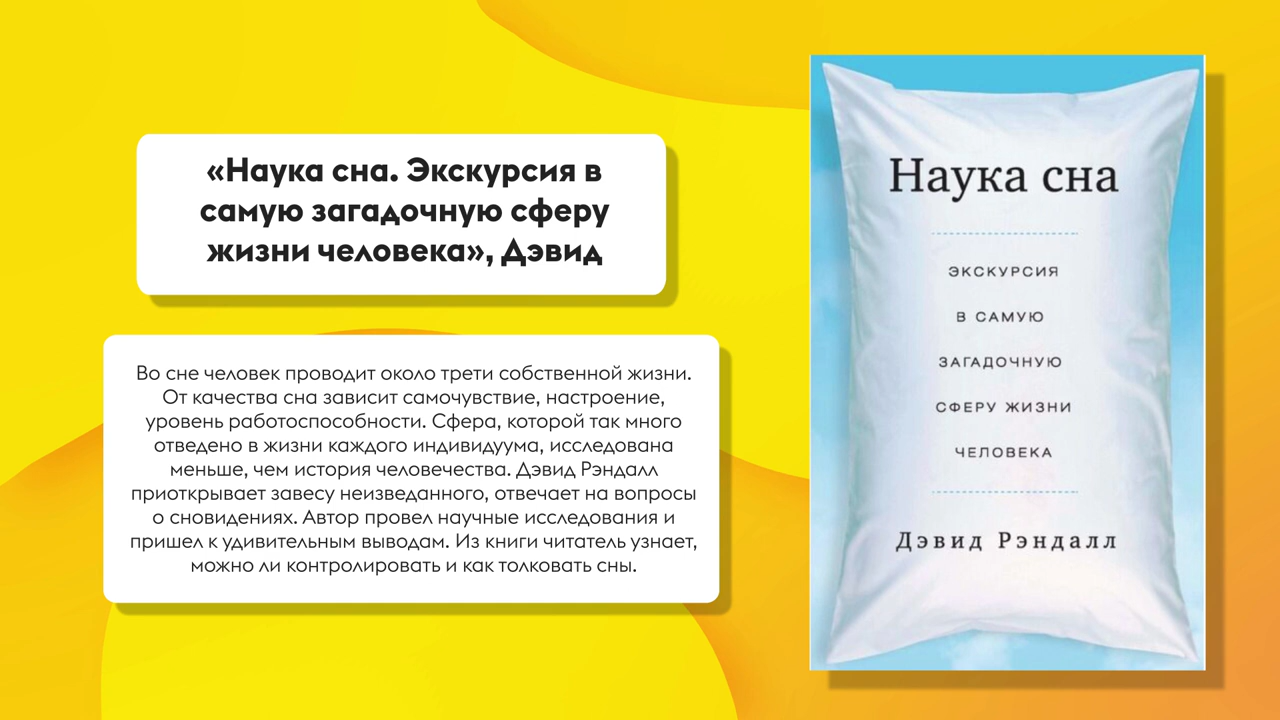 «Наука сна. Экскурсия в
самую загадочную сферу
жизни человека», Дэвид
Во сне человек проводит около трети собственной жизни.
От качества сна зависит самочувствие, настроение,
уровень работоспособности. Сфера, которой так много
отведено в жизни каждого индивидуума, исследована
меньше, чем история человечества. Дэвид Рэндалл
приоткрывает завесу неизведанного, отвечает на вопросы
о сновидениях. Автор провел научные исследования и
пришел к удивительным выводам. Из книги читатель узнает,
можно ли контролировать и как толковать сны.
Наука сна
ЭКСКУРСИЯ
В САМУЮ
ЗАГАДОЧНУЮ
СФЕРУ ЖИЗНИ
ЧЕЛОВЕКА
Дэвид Рэндалл